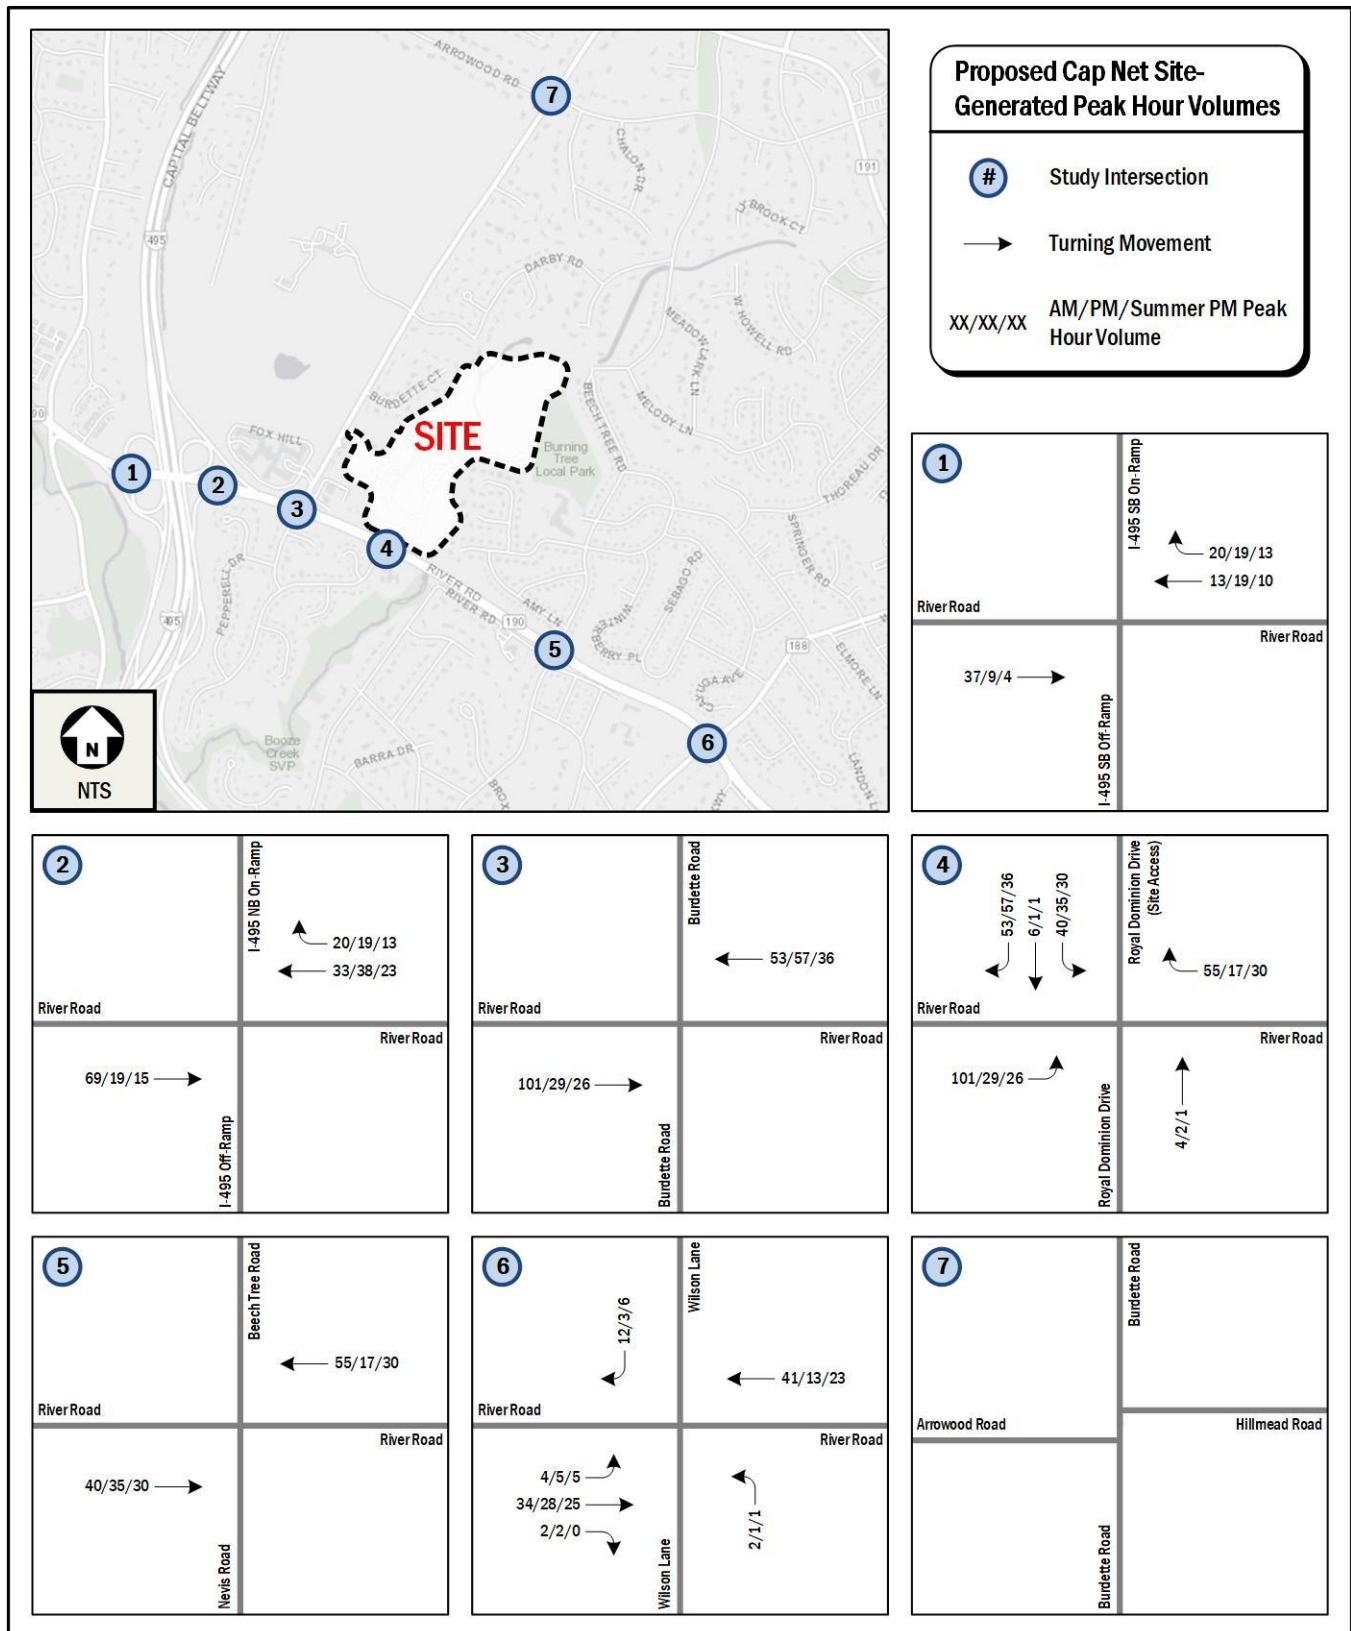 ARROWOOD RD
7
CAPITAL BELTWAY
CHALON DR
191
BROOK CT
495
DARBY RD
MEADOWLARK LN
W HOWELL RD
BURDETTE CT
BEECH TREE RD
MELODY LN
SITE
FOX HILL
Burning
Tree
Local Park
THOREAU DR
1
2
3
4
SPRINGER RD
PEPPERELL DR
RIVER RD
RIVER RD
190
AMY LN
SEBAGO RD
WINTER
BERRY PL
495
5
188
ELMORE LN
CAYUGA AVE
6
Booze
Creek
SVP
BARRA DR
LANDON L
N
NTS
Proposed Cap Net Site-
Generated Peak Hour Volumes
# Study Intersection
Turning Movement
XX/XX/XX AM/PM/Summer PM Peak
Hour Volume
1
I-495 SB On-Ramp
20/19/13
13/19/10
River Road
River Road
37/9/4
I-495 SB Off-Ramp
2
I-495 NB On-Ramp
20/19/13
33/38/23
River Road
River Road
69/19/15
I-495 Off-Ramp
3
Burdette Road
53/57/36
River Road
River Road
101/29/26
Burdette Road
4
53/57/36
6/1/1
40/35/30
Royal Dominion Drive
(Site Access)
55/17/30
River Road
River Road
101/29/26
Royal Dominion Drive
4/2/1
5
Beech Tree Road
55/17/30
River Road
River Road
40/35/30
Nevis Road
6
12/3/6
Wilson Lane
41/13/23
River Road
River Road
4/5/5
34/28/25
2/2/0
Wilson Lane
2/1/1
7
Burdette Road
Arrowood Road
Hillmead Road
Burdette Road